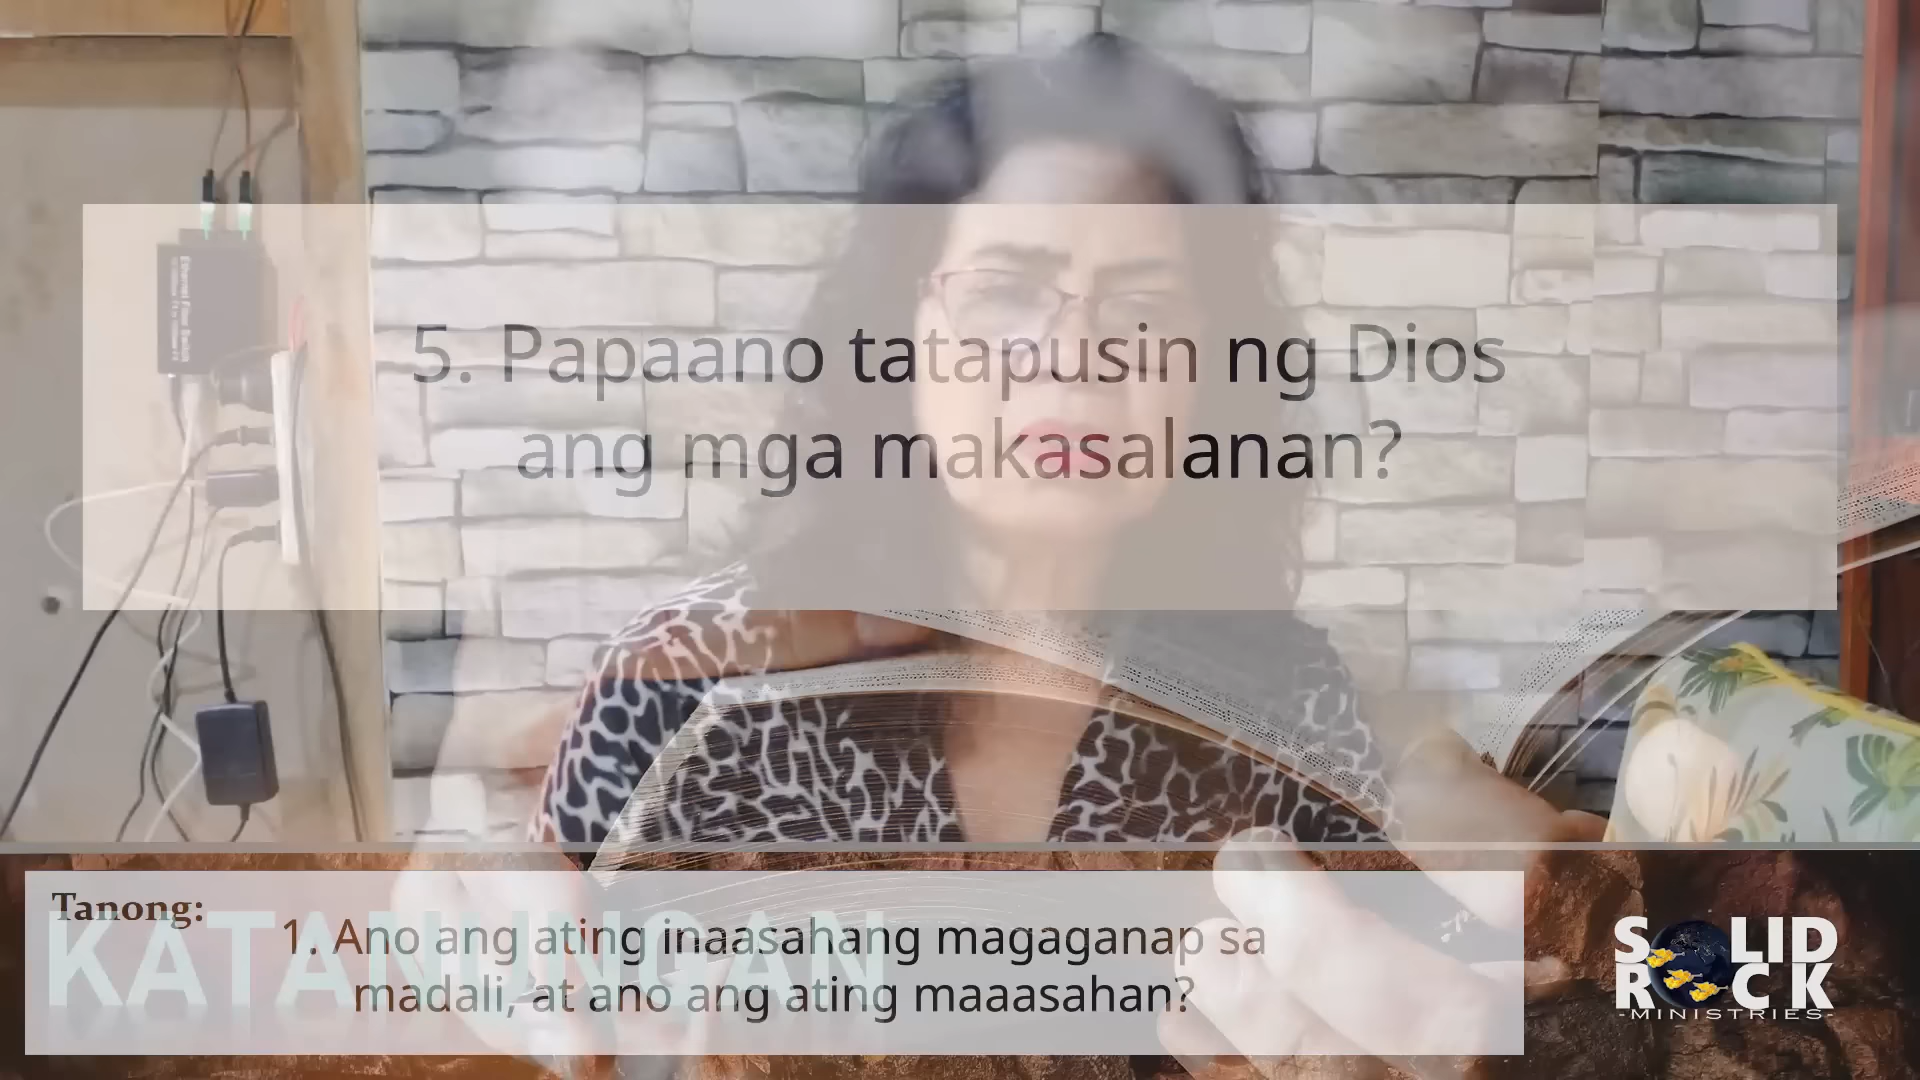 5. Papaano tatapusin ng Dios
ang mga makasalanan?
Tanong:
KATANUNGAN
1. Ano ang ating inaasahang magaganap sa
madali, at ano ang ating maaasahan?
SOLID
ROCK
-MINISTRIES-